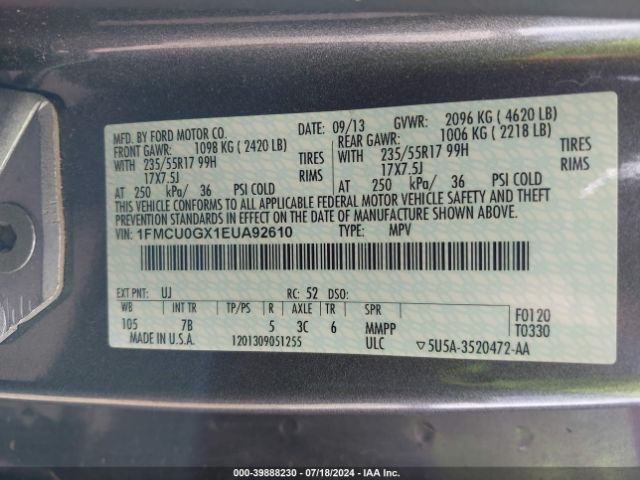 MFD. BY FORD MOTOR CO.
DATE: 09/13 GVWR: 2096 KG ( 4620 LB)
FRONT GAWR: 1098 KG ( 2420 LB)
REAR GAWR: 1006 KG ( 2218 LB)
WITH 235/55R17 99H TIRES
WITH 235/55R17 99H TIRES
17X7.5J RIMS
17X7.5J RIMS
AT 250 kPa/ 36 PSI COLD
AT 250 kPa/ 36 PSI COLD
THIS VEHICLE CONFORMS TO ALL APPLICABLE FEDERAL MOTOR VEHICLE SAFETY AND THEFT
PREVENTION STANDARDS IN EFFECT ON THE DATE OF MANUFACTURE SHOWN ABOVE.
VIN: 1FMCU0GX1EUA92610 TYPE: MPV
EXT PNT: UJ RC: 52 DSO:
WB INT TR TP/PS R AXLE TR SPR F0120
105 7B 5 3C 6 MMPP T0330
MADE IN U.S.A. 1201309051255 ULC ▽5U5A-3520472-AA
000-39888230 - 07/18/2024 - IAAI.COM